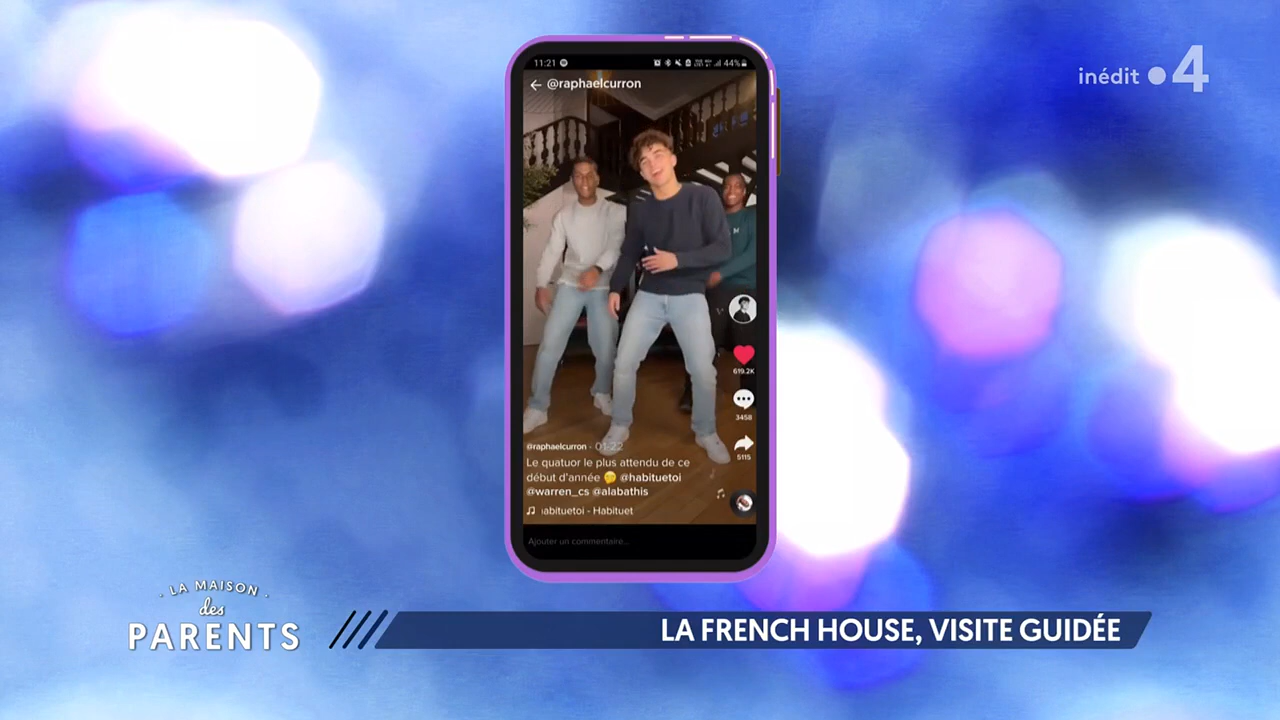 inédit 4
11:21 44%
@raphaelcurron
619.2K
3458
5115
@raphaelcurron · 01-22
Le quatuor le plus attendu de ce
début d'année 🤭 @habituetoi
@warren_cs @alabathis
abituetoi - Habituet
Ajouter un commentaire...
LA MAISON
des
PARENTS
LA FRENCH HOUSE, VISITE GUIDÉE